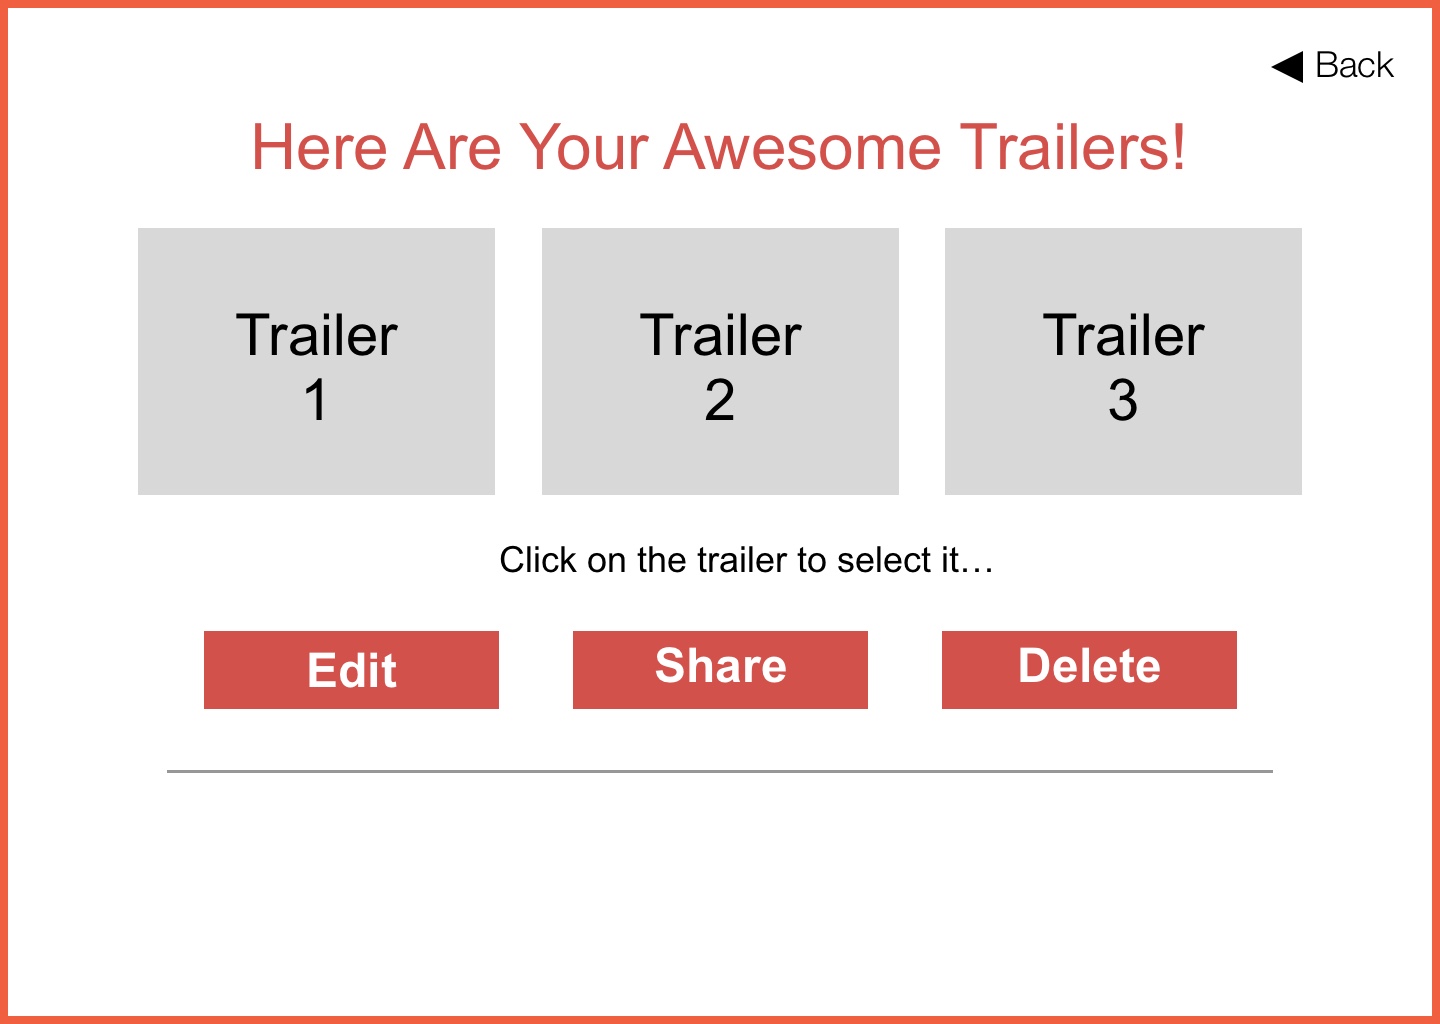 Back
Here Are Your Awesome Trailers!
Trailer
1
Trailer
2
Trailer
3
Click on the trailer to select it…
Edit
Share
Delete